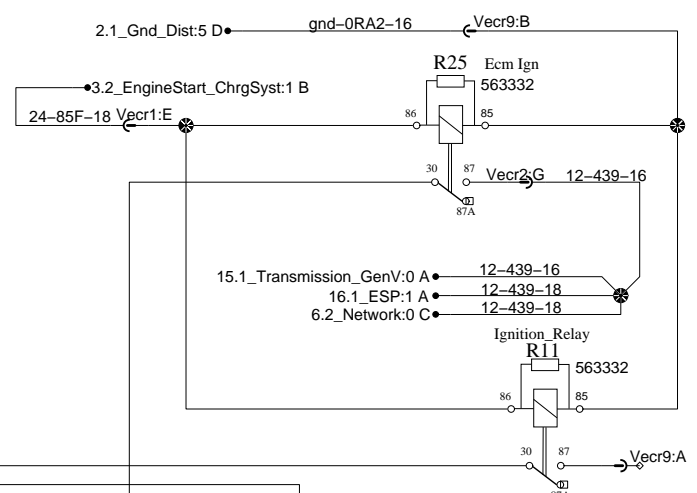 2.1_Gnd_Dist:5 D
gnd−0RA2−16
Vecr9:B
R25
Ecm Ign
563332
3.2_EngineStart_ChrgSyst:1 B
24−85F−18
Vecr1:E
86
85
30
87
Vecr2:G
12−439−16
87A
15.1_Transmission_GenV:0 A
12−439−16
16.1_ESP:1 A
12−439−18
6.2_Network:0 C
12−439−18
Ignition_Relay
R11
563332
86
85
30
87
Vecr9:A